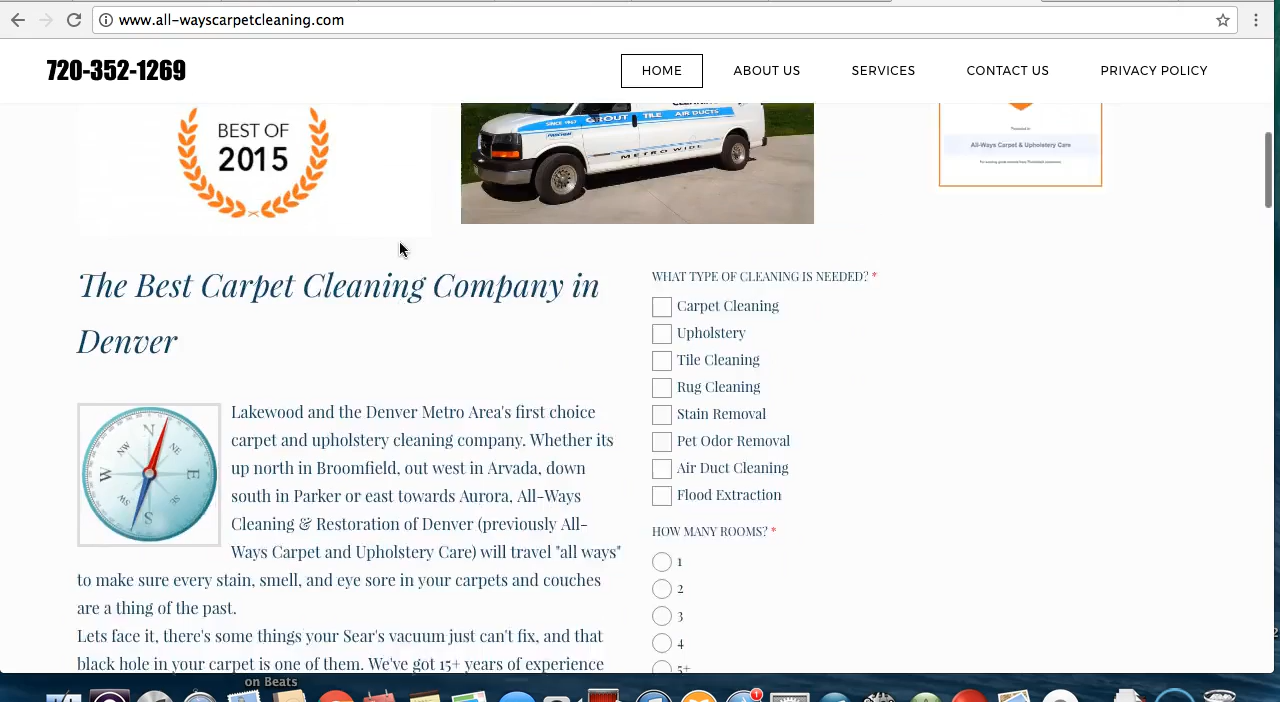 www.all-wayscarpetcleaning.com
720-352-1269
HOME
ABOUT US
SERVICES
CONTACT US
PRIVACY POLICY
BEST OF
2015
SINCE 1967
GROUT TILE AIR DUCTS
METRO WIDE
All-Ways Carpet & Upholstery Care
The Best Carpet Cleaning Company in
Denver
N
NE
E
SE
S
SW
W
NW
Lakewood and the Denver Metro Area's first choice
carpet and upholstery cleaning company. Whether its
up north in Broomfield, out west in Arvada, down
south in Parker or east towards Aurora, All-Ways
Cleaning & Restoration of Denver (previously All-
Ways Carpet and Upholstery Care) will travel "all ways"
to make sure every stain, smell, and eye sore in your carpets and couches
are a thing of the past.
Lets face it, there's some things your Sear's vacuum just can't fix, and that
black hole in your carpet is one of them. We've got 15+ years of experience
WHAT TYPE OF CLEANING IS NEEDED? *
Carpet Cleaning
Upholstery
Tile Cleaning
Rug Cleaning
Stain Removal
Pet Odor Removal
Air Duct Cleaning
Flood Extraction
HOW MANY ROOMS? *
1
2
3
4
5+
on Beats
1